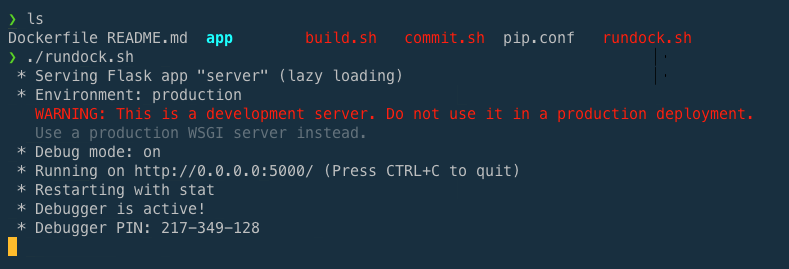 ❯ ls
Dockerfile README.md  app        build.sh   commit.sh  pip.conf   rundock.sh
❯ ./rundock.sh
 * Serving Flask app "server" (lazy loading)
 * Environment: production
   WARNING: This is a development server. Do not use it in a production deployment.
   Use a production WSGI server instead.
 * Debug mode: on
 * Running on http://0.0.0.0:5000/ (Press CTRL+C to quit)
 * Restarting with stat
 * Debugger is active!
 * Debugger PIN: 217-349-128